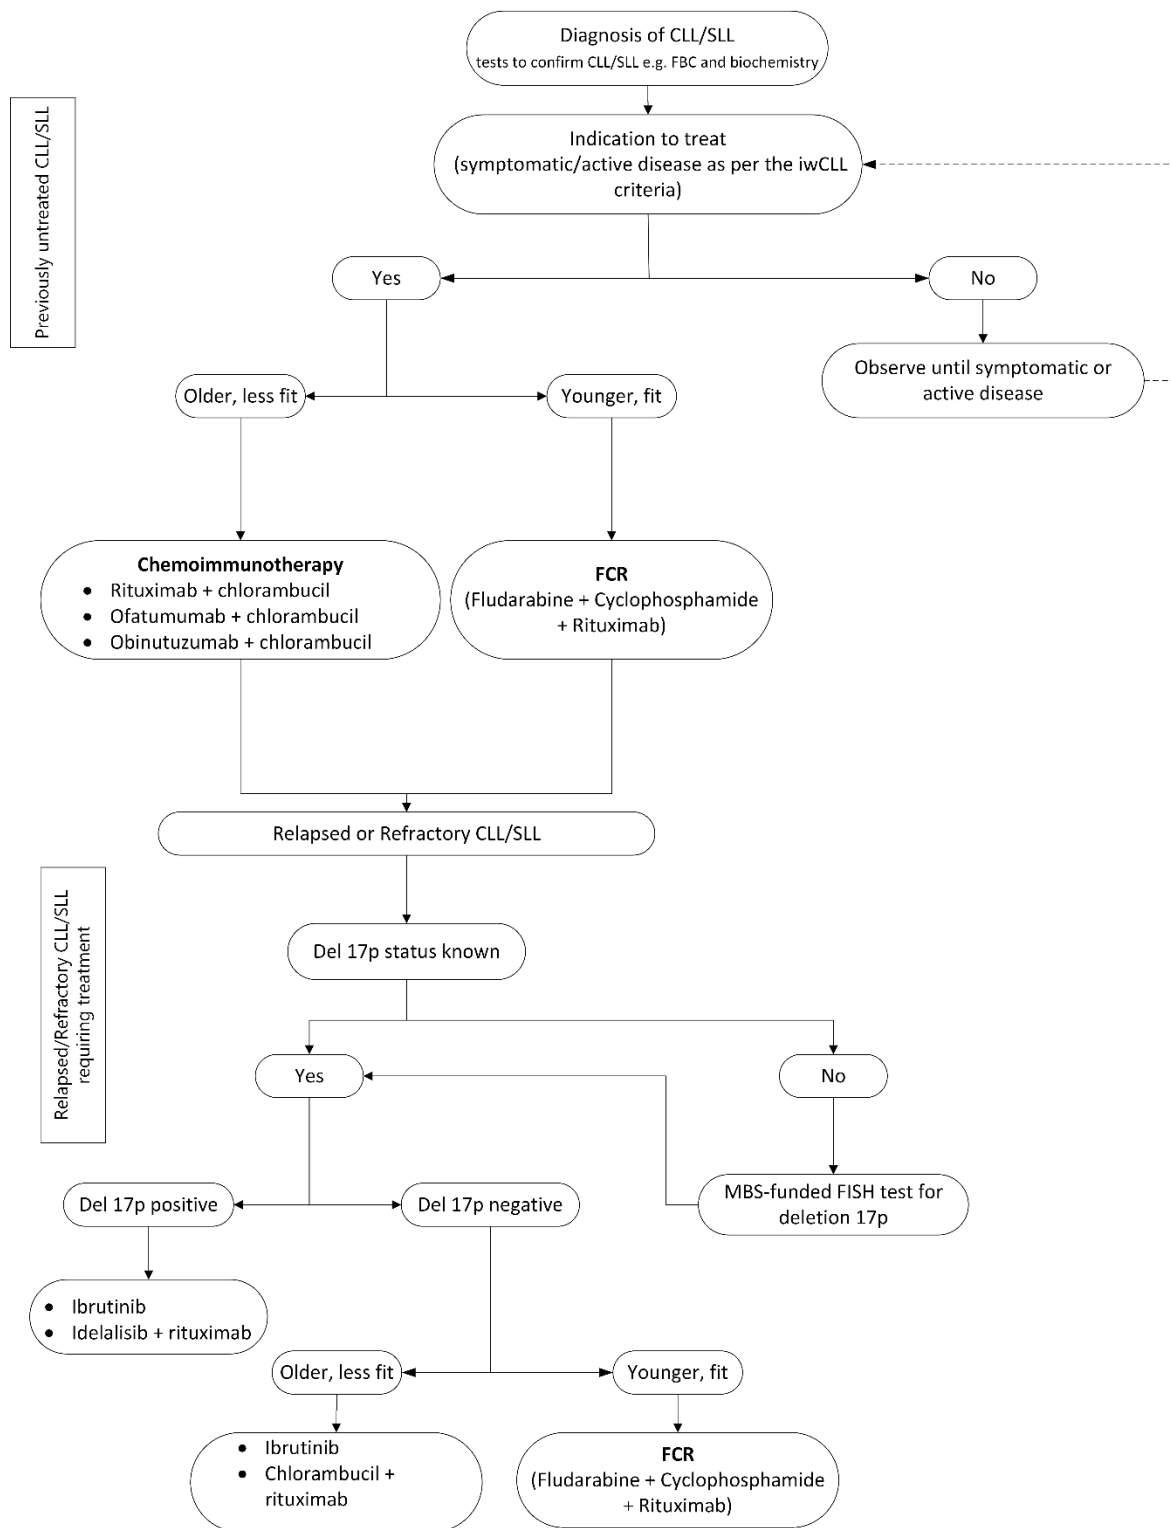 Diagnosis of CLL/SLL
tests to confirm CLL/SLL e.g. FBC and biochemistry
Previously untreated CLL/SLL
Indication to treat
(symptomatic/active disease as per the iwCLL
criteria)
Yes
No
Observe until symptomatic or
active disease
Older, less fit
Younger, fit
Chemoimmunotherapy
● Rituximab + chlorambucil
● Ofatumumab + chlorambucil
● Obinutuzumab + chlorambucil
FCR
(Fludarabine + Cyclophosphamide
+ Rituximab)
Relapsed or Refractory CLL/SLL
Relapsed/Refractory CLL/SLL
requiring treatment
Del 17p status known
Yes
No
MBS-funded FISH test for
deletion 17p
Del 17p positive
Del 17p negative
● Ibrutinib
● Idelalisib + rituximab
Older, less fit
Younger, fit
● Ibrutinib
● Chlorambucil +
rituximab
FCR
(Fludarabine + Cyclophosphamide
+ Rituximab)